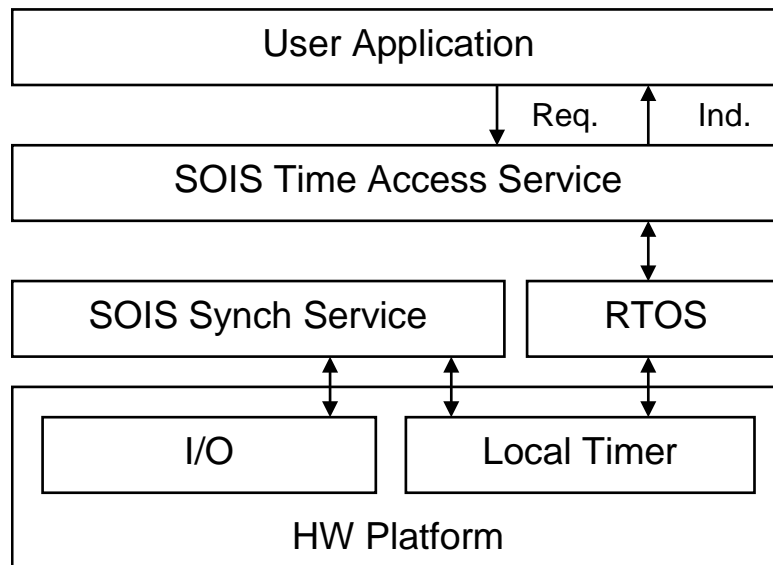 User Application
Req. Ind.
SOIS Time Access Service
SOIS Synch Service RTOS
I/O Local Timer
HW Platform